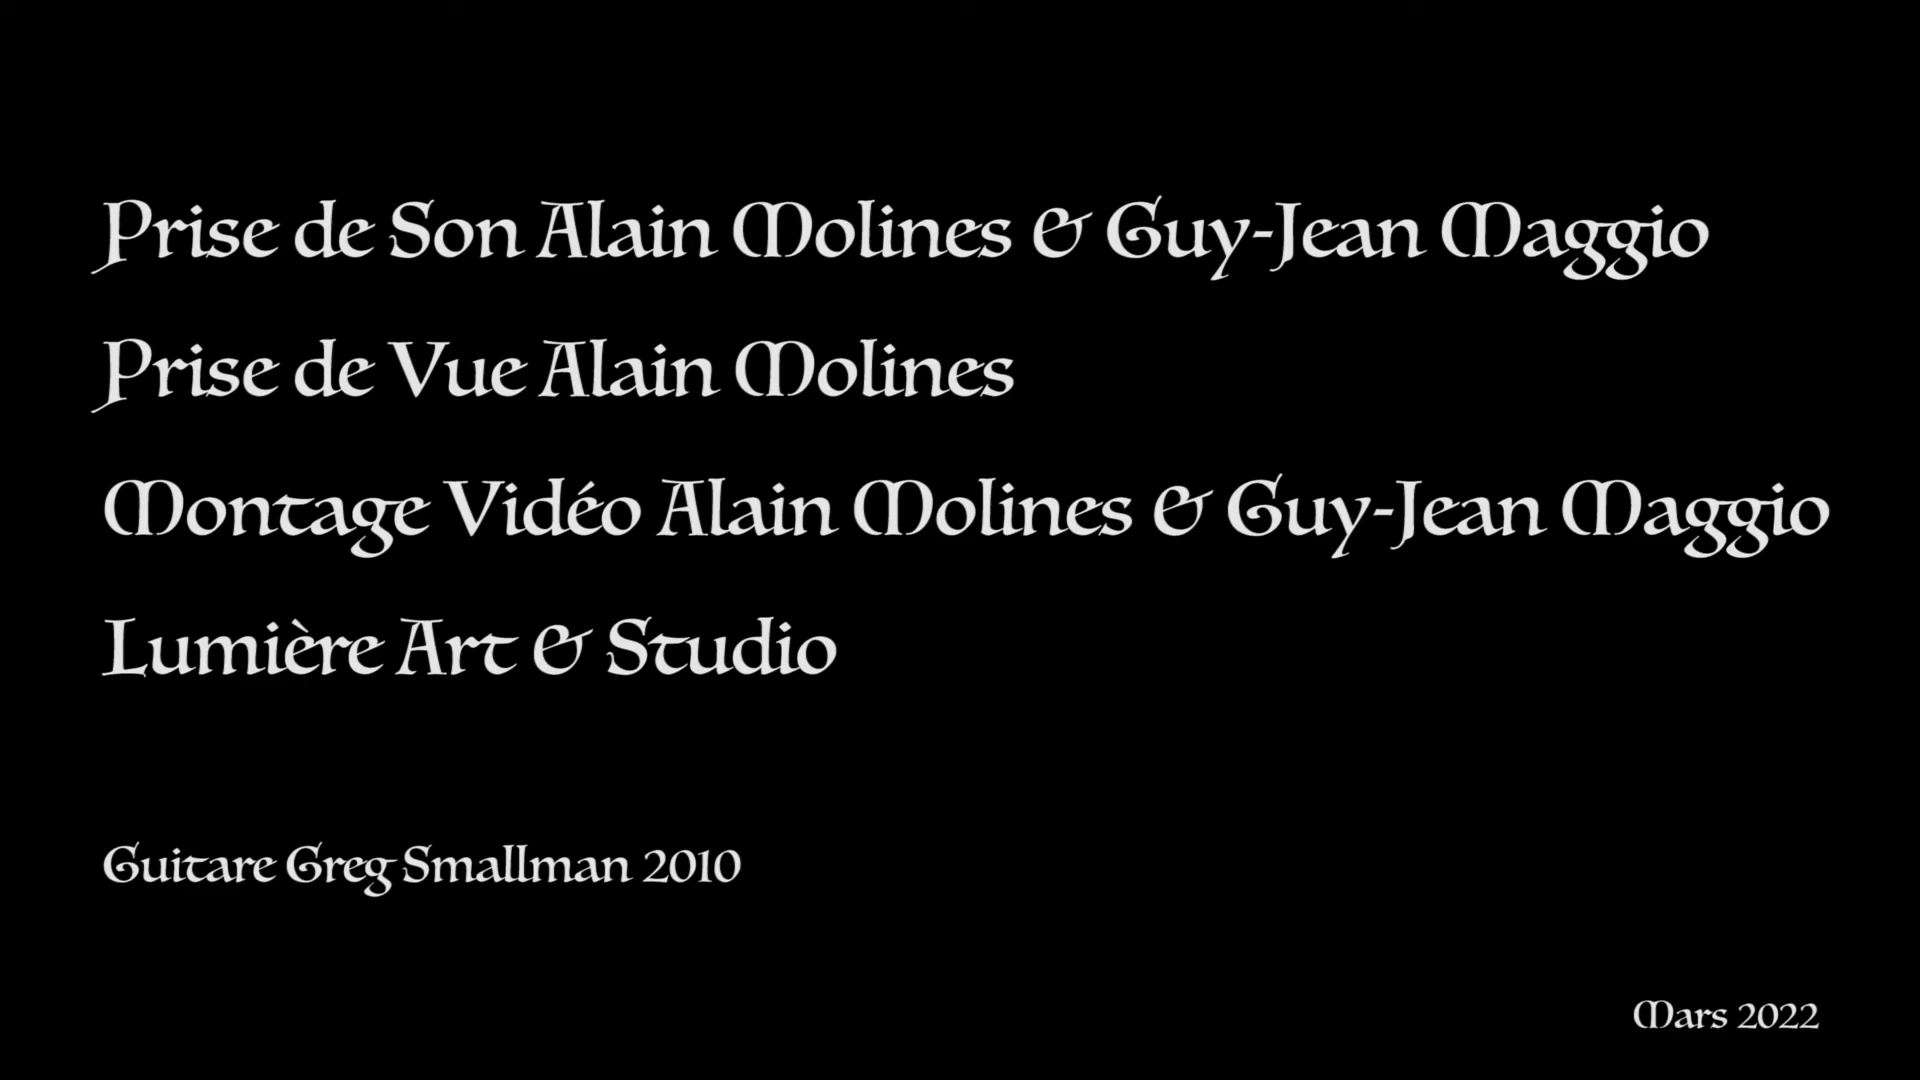 Prise de Son Alain Molines & Guy-Jean Maggio
Prise de Vue Alain Molines
Montage Vidéo Alain Molines & Guy-Jean Maggio
Lumière Art & Studio
Guitare Greg Smallman 2010
Mars 2022